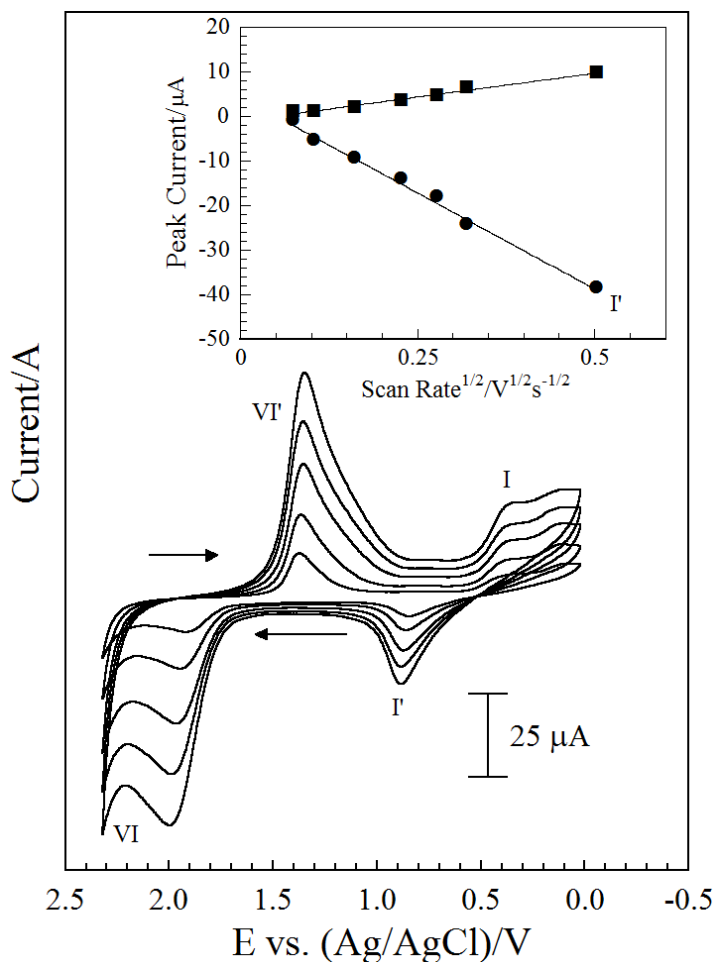 20
10
0
-10
-20
-30
-40
-50
Peak Current/μA
I'
0 0.25 0.5
Scan Rate1/2/V1/2s-1/2
Current/A
VI'
I
I'
25 μA
VI
2.5 2.0 1.5 1.0 0.5 0.0 -0.5
E vs. (Ag/AgCl)/V